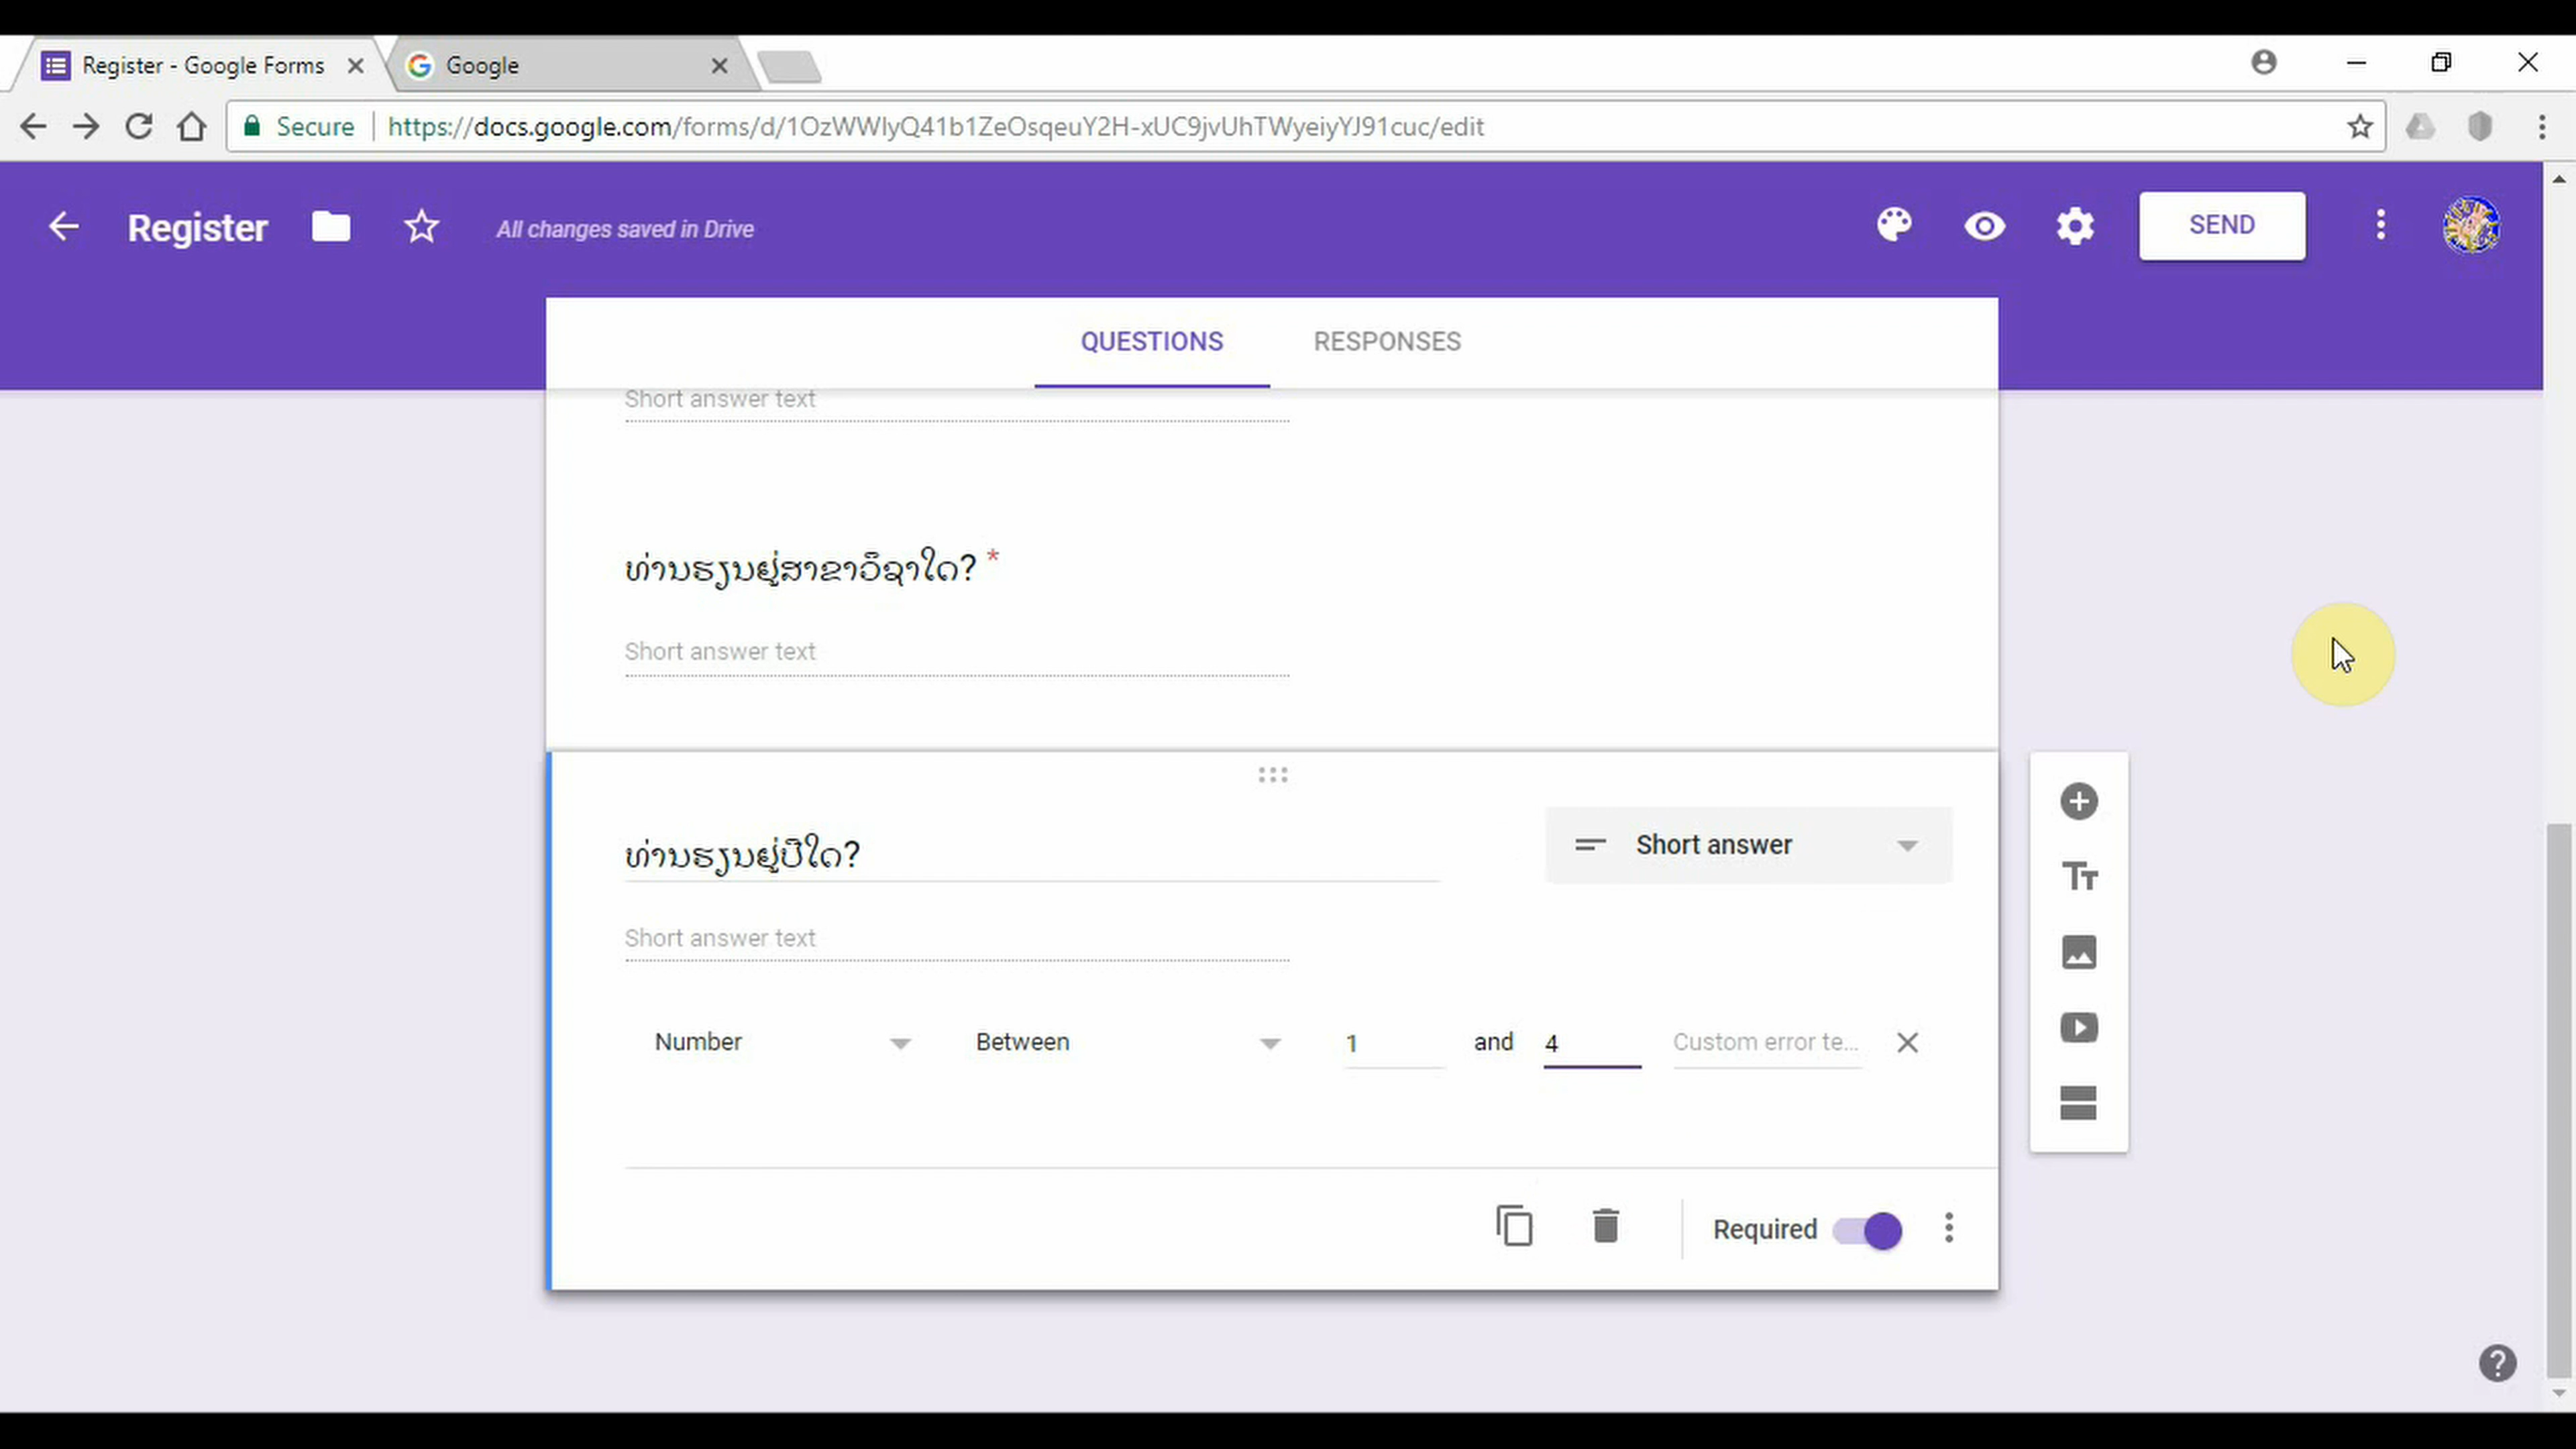 Register - Google Forms
Google
Secure
https://docs.google.com/forms/d/1OzWWIyQ41b1ZeOsqeuY2H-xUC9jvUhTWyeiyYJ91cuc/edit
Register
All changes saved in Drive
SEND
QUESTIONS RESPONSES
Short answer text
ທ່ານຮຽນຢູ່ສາຂາວິຊາໃດ? *
Short answer text
ທ່ານຮຽນຢູ່ປີໃດ?
Short answer
Short answer text
Number Between 1 and 4 Custom error te...
Required